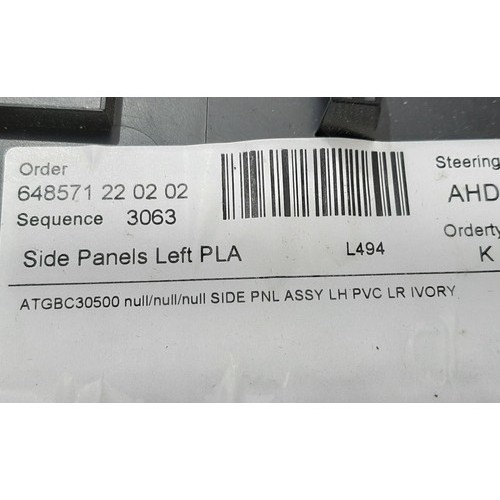 Order
648571 22 02 02
Sequence 3063
Side Panels Left PLA
L494
Steering
AHD
Orderty
K
ATGBC30500 null/null/null SIDE PNL ASSY LH PVC LR IVORY